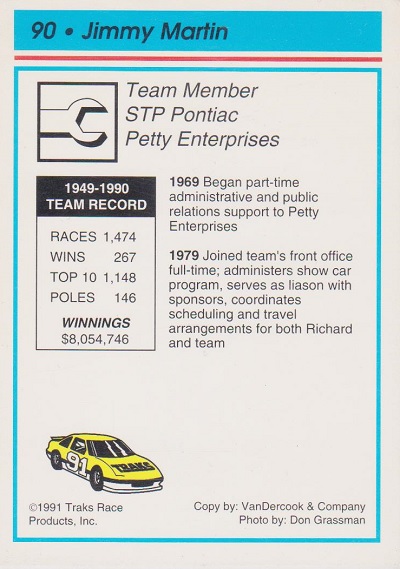 90 • Jimmy Martin
Team Member
STP Pontiac
Petty Enterprises
1949-1990
TEAM RECORD
RACES 1,474
WINS 267
TOP 10 1,148
POLES 146
WINNINGS
$8,054,746
1969 Began part-time
administrative and public
relations support to Petty
Enterprises
1979 Joined team's front office
full-time; administers show car
program, serves as liason with
sponsors, coordinates
scheduling and travel
arrangements for both Richard
and team
91
TRAKS
©1991 Traks Race
Products, Inc.
Copy by: VanDercook & Company
Photo by: Don Grassman